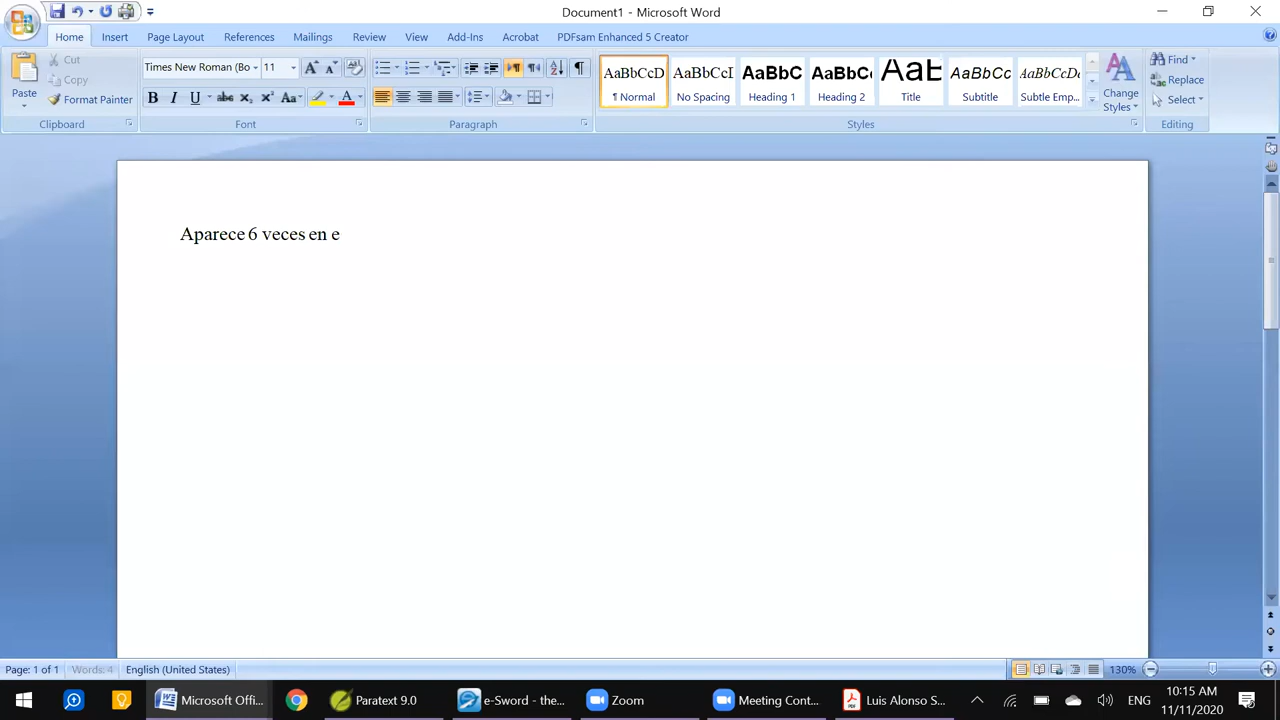 Document1 - Microsoft Word
Home Insert Page Layout References Mailings Review View Add-Ins Acrobat PDFsam Enhanced 5 Creator
Paste
Cut
Copy
Format Painter
Clipboard
Times New Roman (Bo 11
Font
Paragraph
AaBbCcD AaBbCcI AaBbC AaBbC AaB AaBbCc AaBbCcD
¶ Normal No Spacing Heading 1 Heading 2 Title Subtitle Subtle Emp...
Change Styles
Styles
Find
Replace
Select
Editing
Aparece 6 veces en e
Page: 1 of 1 Words: 4 English (United States) 130%
Microsoft Offi... Paratext 9.0 e-Sword - the... Zoom Meeting Cont... Luis Alonso S... ENG 10:15 AM
11/11/2020